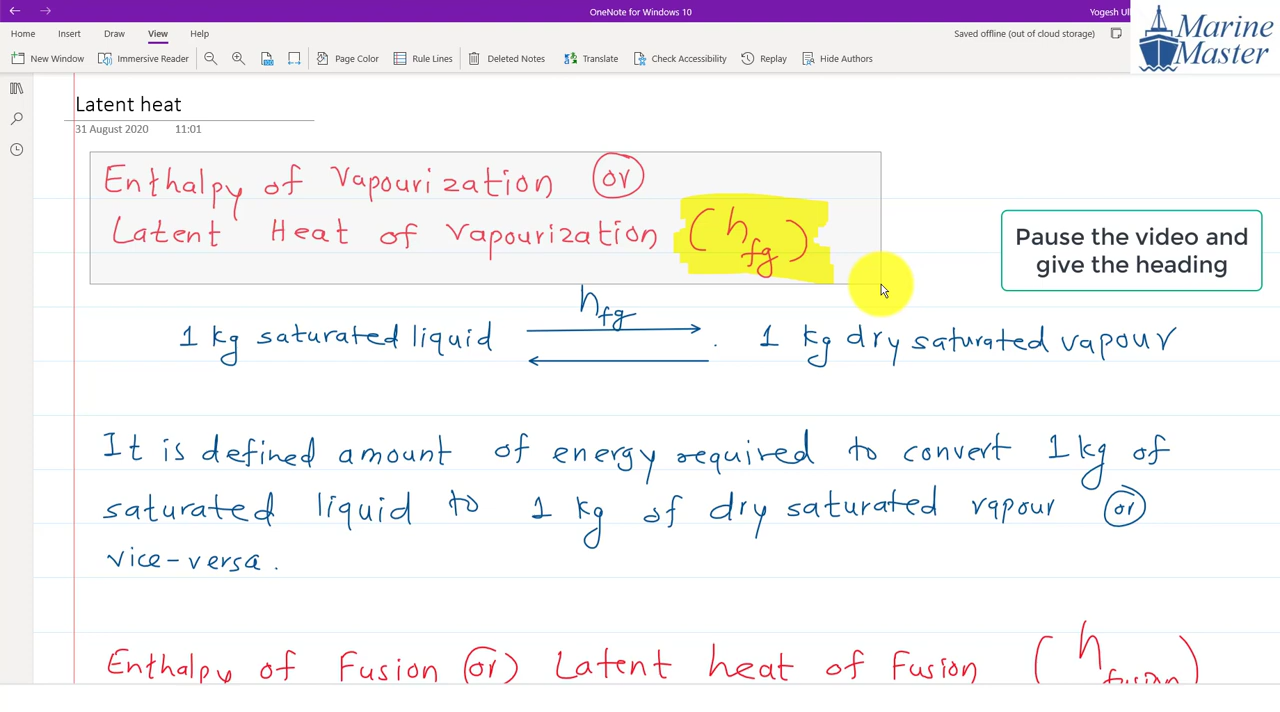 OneNote for Windows 10
Yogesh Ul
Marine
Master
Home Insert Draw View Help
Saved offline (out of cloud storage)
New Window Immersive Reader Page Color Rule Lines Deleted Notes Translate Check Accessibility Replay Hide Authors
Latent heat
31 August 2020 11:01
Enthalpy of Vapourization or
Latent Heat of vapourization (hfg)
Pause the video and
give the heading
hfg
1 kg saturated liquid . 1 kg dry saturated vapour
It is defined amount of energy required to convert 1kg of
saturated liquid to 1 kg of dry saturated vapour or
vice-versa.
Enthalpy of Fusion (or) Latent heat of Fusion (hfusion)